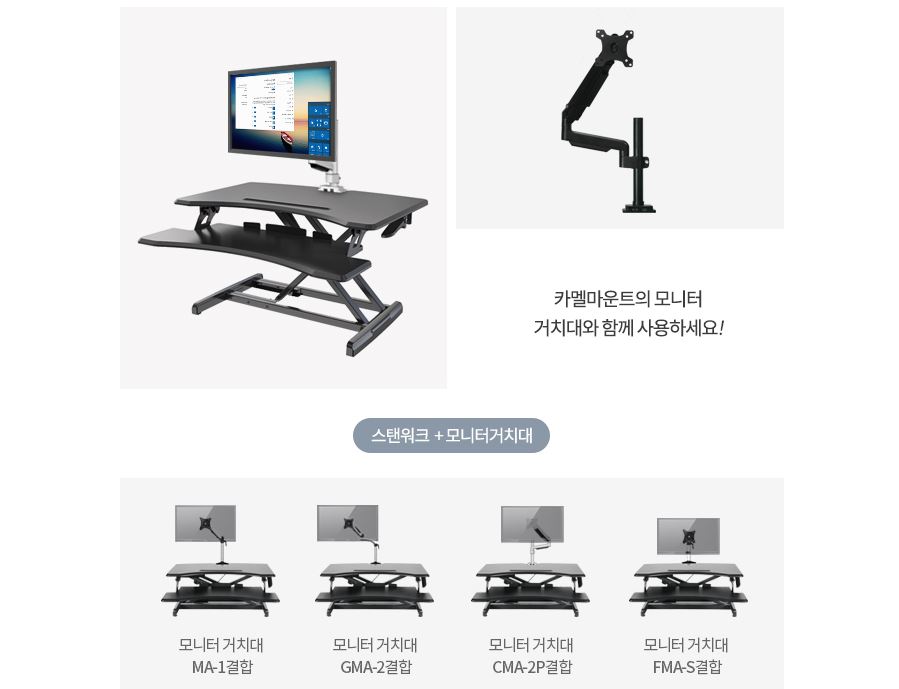 카멜마운트의 모니터
거치대와 함께 사용하세요!
스탠워크 + 모니터거치대
모니터 거치대
MA-1결합
모니터 거치대
GMA-2결합
모니터 거치대
CMA-2P결합
모니터 거치대
FMA-S결합